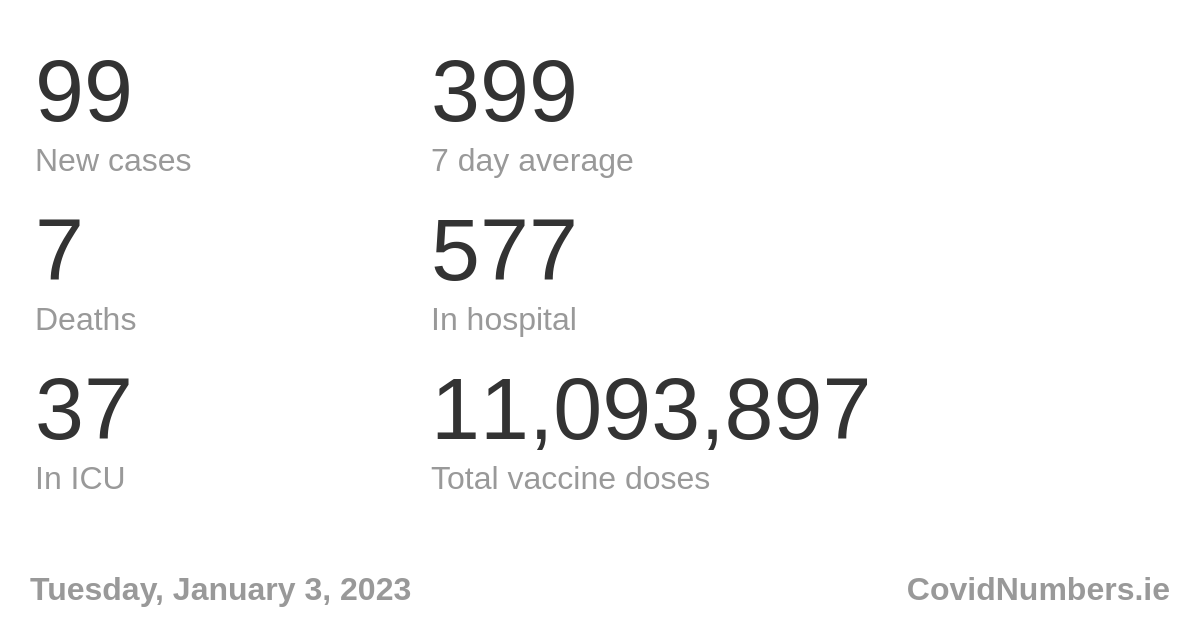 99
399
New cases
7 day average
7
577
Deaths
In hospital
37
11,093,897
In ICU
Total vaccine doses
Tuesday, January 3, 2023
CovidNumbers.ie